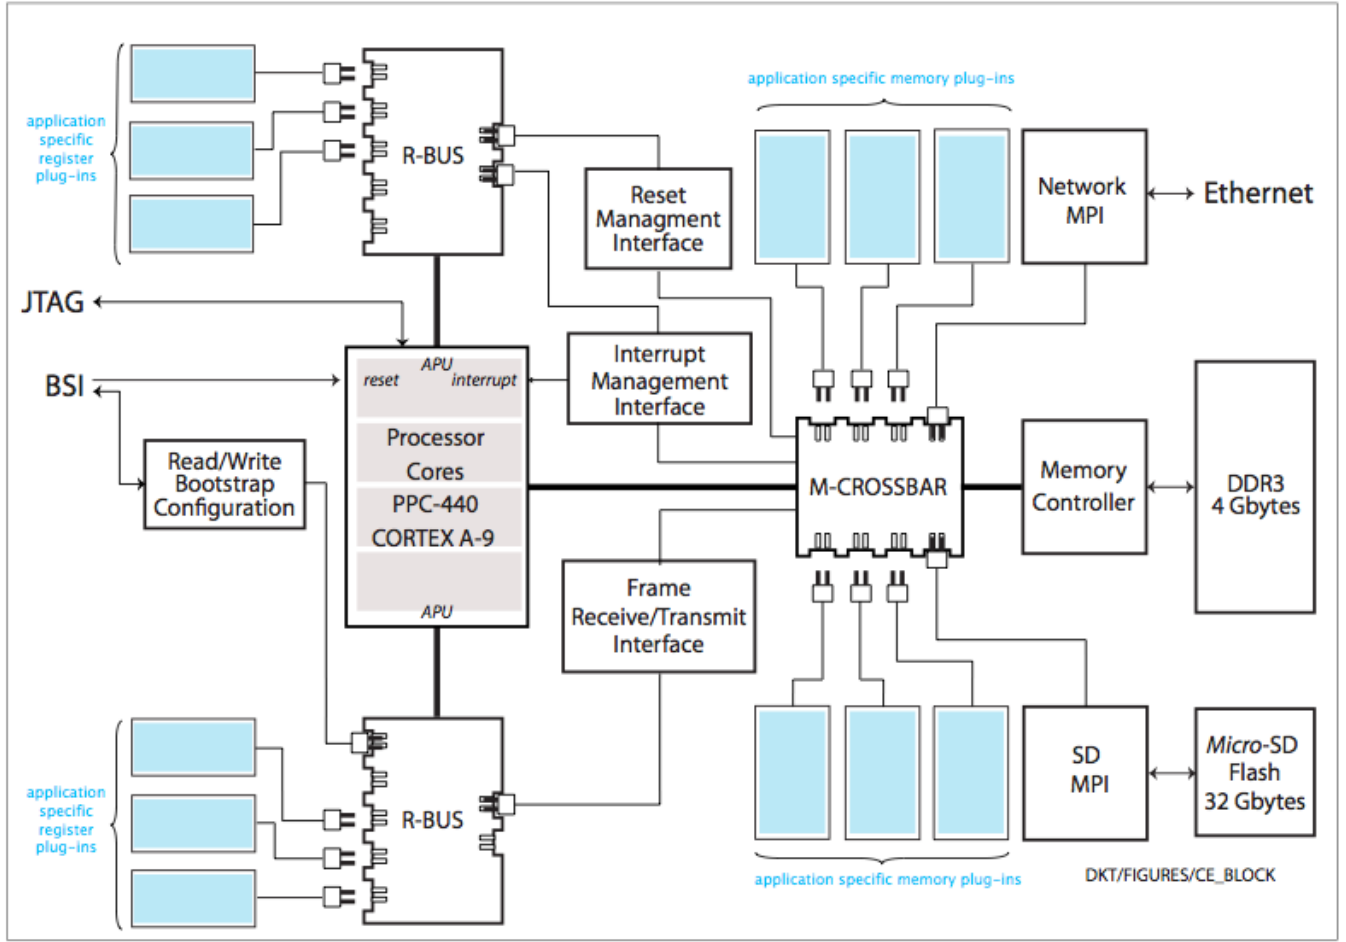 application
specific
register
plug-ins
R-BUS
Reset
Managment
Interface
application specific memory plug-ins
Network
MPI
Ethernet
JTAG
BSI
APU
reset
interrupt
Interrupt
Management
Interface
Processor
Cores
PPC-440
CORTEX A-9
APU
Read/Write
Bootstrap
Configuration
M-CROSSBAR
Memory
Controller
DDR3
4 Gbytes
Frame
Receive/Transmit
Interface
application
specific
register
plug-ins
R-BUS
SD
MPI
Micro-SD
Flash
32 Gbytes
application specific memory plug-ins
DKT/FIGURES/CE_BLOCK